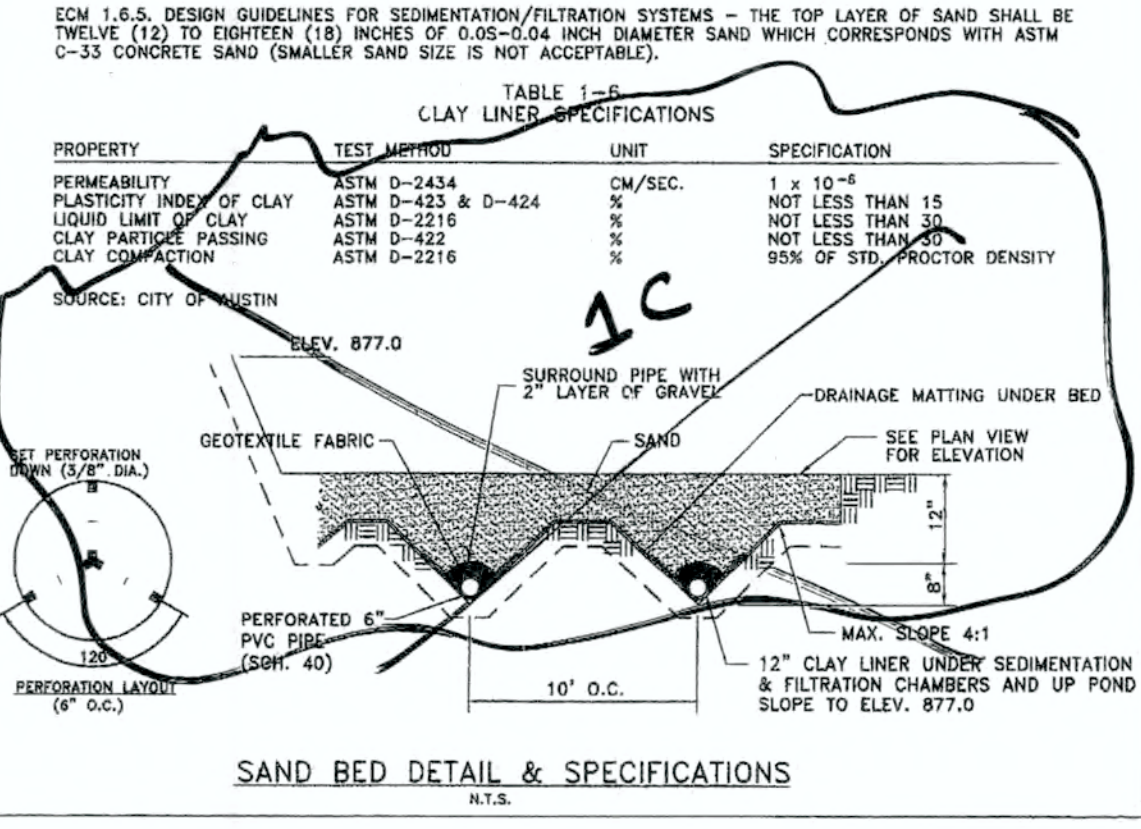 ECM 1.6.5. DESIGN GUIDELINES FOR SEDIMENTATION/FILTRATION SYSTEMS – THE TOP LAYER OF SAND SHALL BE
TWELVE (12) TO EIGHTEEN (18) INCHES OF 0.05-0.04 INCH DIAMETER SAND WHICH CORRESPONDS WITH ASTM
C-33 CONCRETE SAND (SMALLER SAND SIZE IS NOT ACCEPTABLE).
TABLE 1-6
CLAY LINER SPECIFICATIONS
PROPERTY TEST METHOD UNIT SPECIFICATION
PERMEABILITY ASTM D-2434 CM/SEC. 1 x 10⁻⁶
PLASTICITY INDEX OF CLAY ASTM D-423 & D-424 % NOT LESS THAN 15
LIQUID LIMIT OF CLAY ASTM D-2216 % NOT LESS THAN 30
CLAY PARTICLE PASSING ASTM D-422 % NOT LESS THAN 30
CLAY COMPACTION ASTM D-2216 % 95% OF STD. PROCTOR DENSITY
SOURCE: CITY OF AUSTIN
1C
ELEV. 877.0
SURROUND PIPE WITH
2" LAYER OF GRAVEL
DRAINAGE MATTING UNDER BED
GEOTEXTILE FABRIC
SAND
SEE PLAN VIEW
FOR ELEVATION
SET PERFORATION
DOWN (3/8" DIA.)
12"
8"
PERFORATED 6"
PVC PIPE
(SCH. 40)
120
MAX. SLOPE 4:1
PERFORATION LAYOUT
(6" O.C.)
10' O.C.
12" CLAY LINER UNDER SEDIMENTATION
& FILTRATION CHAMBERS AND UP POND
SLOPE TO ELEV. 877.0
SAND BED DETAIL & SPECIFICATIONS
N.T.S.